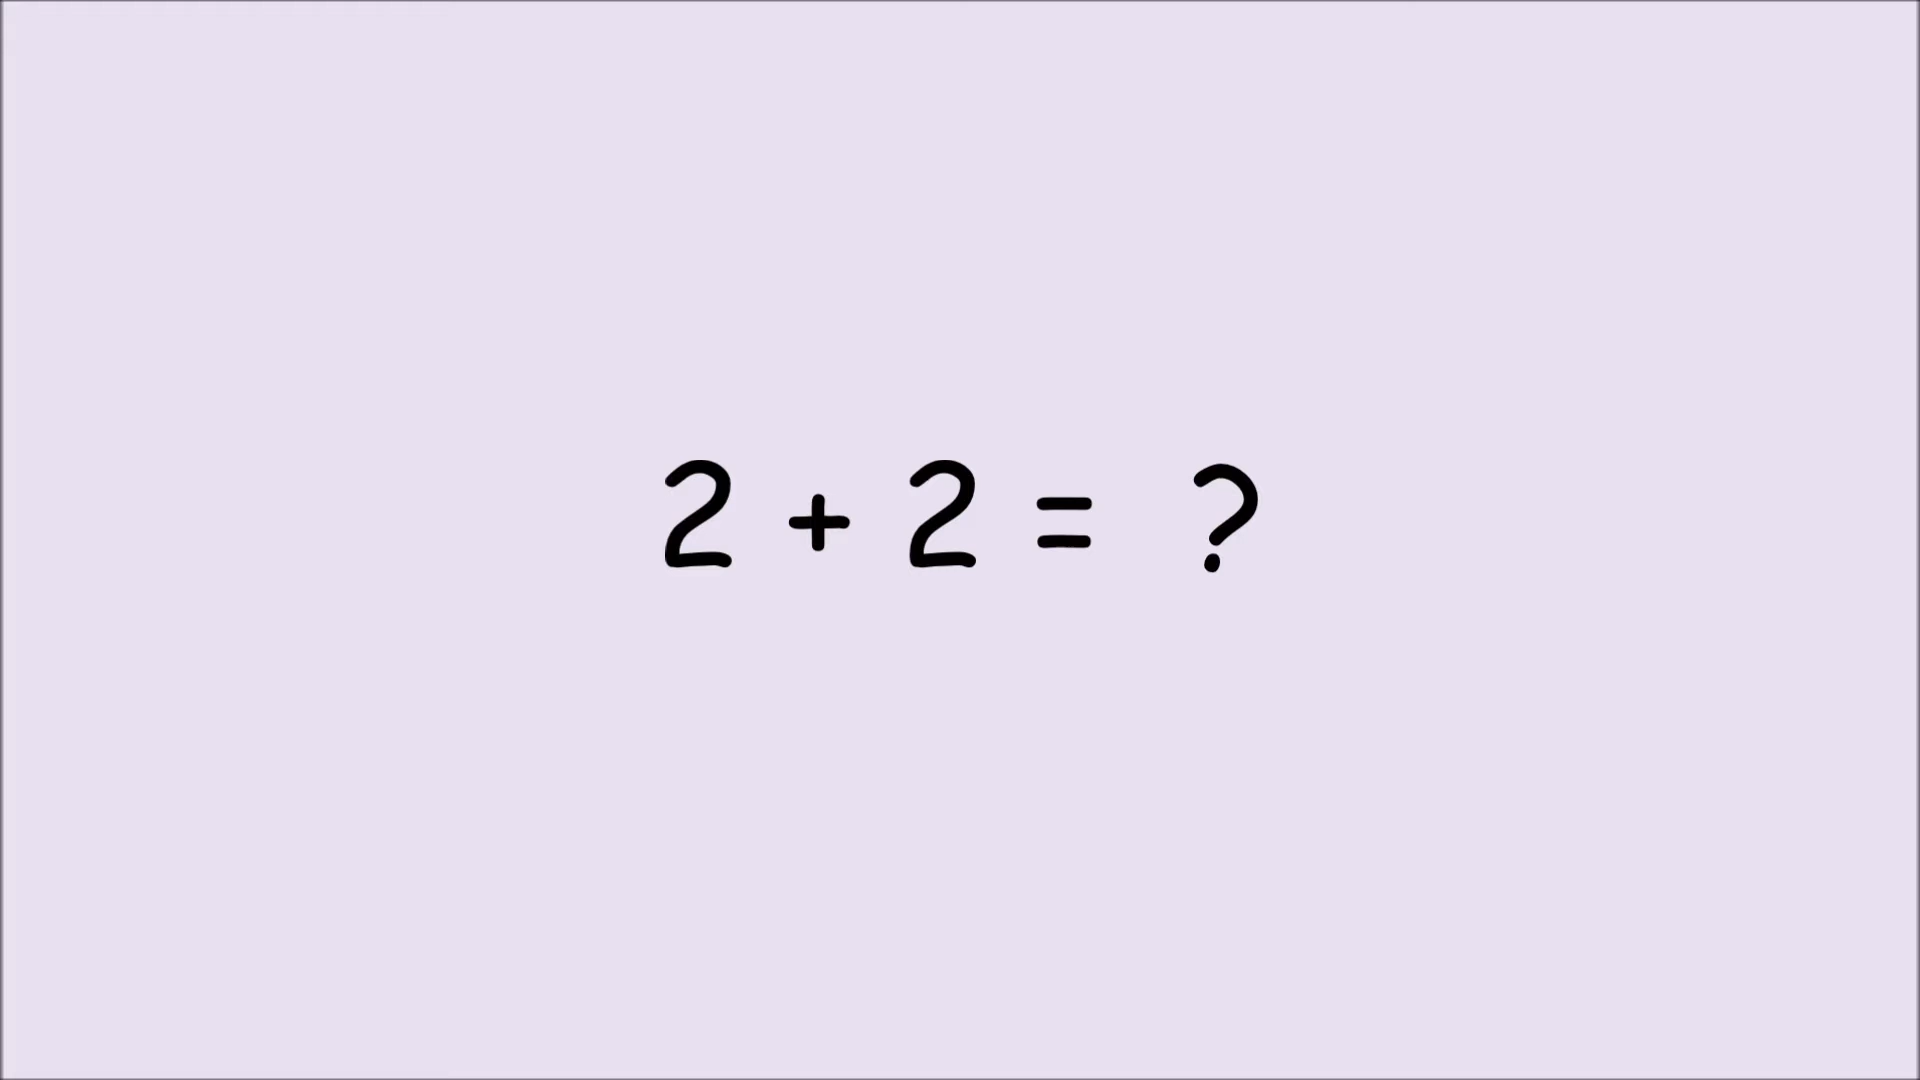 2 + 2 = ?